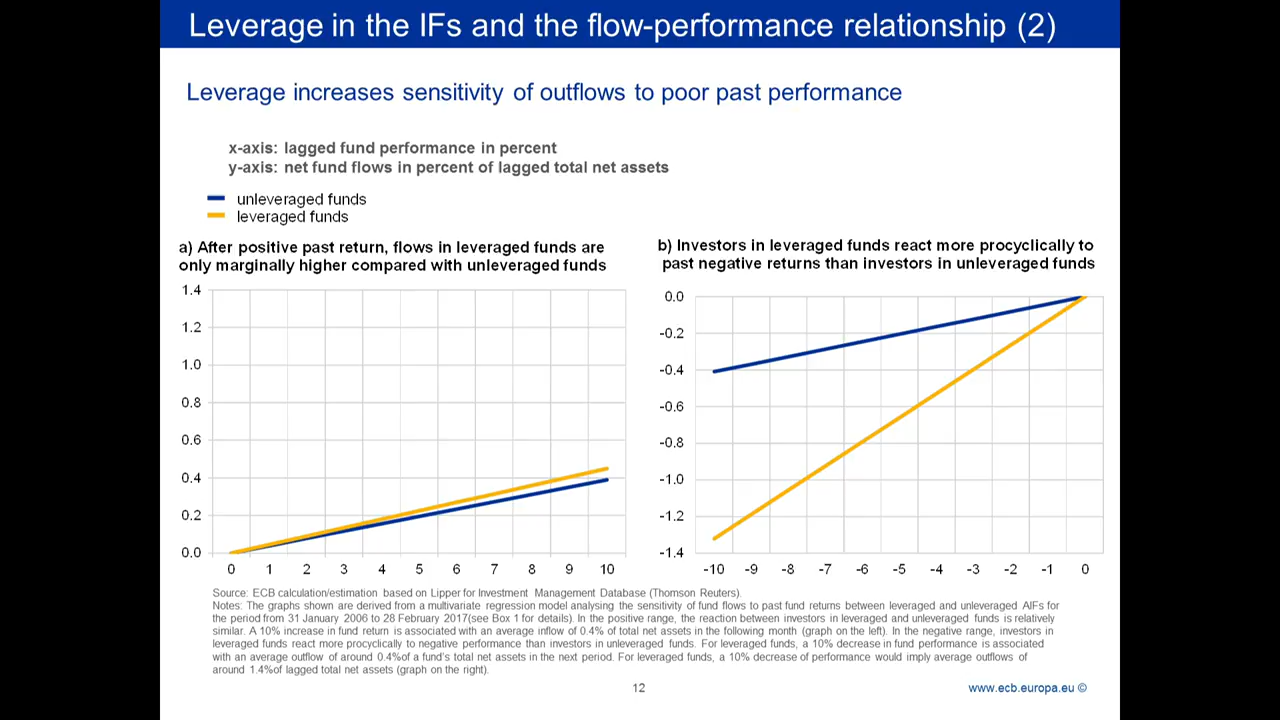 Leverage in the IFs and the flow-performance relationship (2)
Leverage increases sensitivity of outflows to poor past performance
x-axis: lagged fund performance in percent
y-axis: net fund flows in percent of lagged total net assets
unleveraged funds
leveraged funds
a) After positive past return, flows in leveraged funds are
only marginally higher compared with unleveraged funds
1.4
1.2
1.0
0.8
0.6
0.4
0.2
0.0
0 1 2 3 4 5 6 7 8 9 10
b) Investors in leveraged funds react more procyclically to
past negative returns than investors in unleveraged funds
0.0
-0.2
-0.4
-0.6
-0.8
-1.0
-1.2
-1.4
-10 -9 -8 -7 -6 -5 -4 -3 -2 -1 0
Source: ECB calculation/estimation based on Lipper for Investment Management Database (Thomson Reuters).
Notes: The graphs shown are derived from a multivariate regression model analysing the sensitivity of fund flows to past fund returns between leveraged and unleveraged AIFs for
the period from 31 January 2006 to 28 February 2017(see Box 1 for details). In the positive range, the reaction between investors in leveraged and unleveraged funds is relatively
similar. A 10% increase in fund return is associated with an average inflow of 0.4% of total net assets in the following month (graph on the left). In the negative range, investors in
leveraged funds react more procyclically to negative performance than investors in unleveraged funds. For leveraged funds, a 10% decrease in fund performance is associated
with an average outflow of around 0.4%of a fund's total net assets in the next period. For leveraged funds, a 10% decrease of performance would imply average outflows of
around 1.4%of lagged total net assets (graph on the right).
12
www.ecb.europa.eu ©